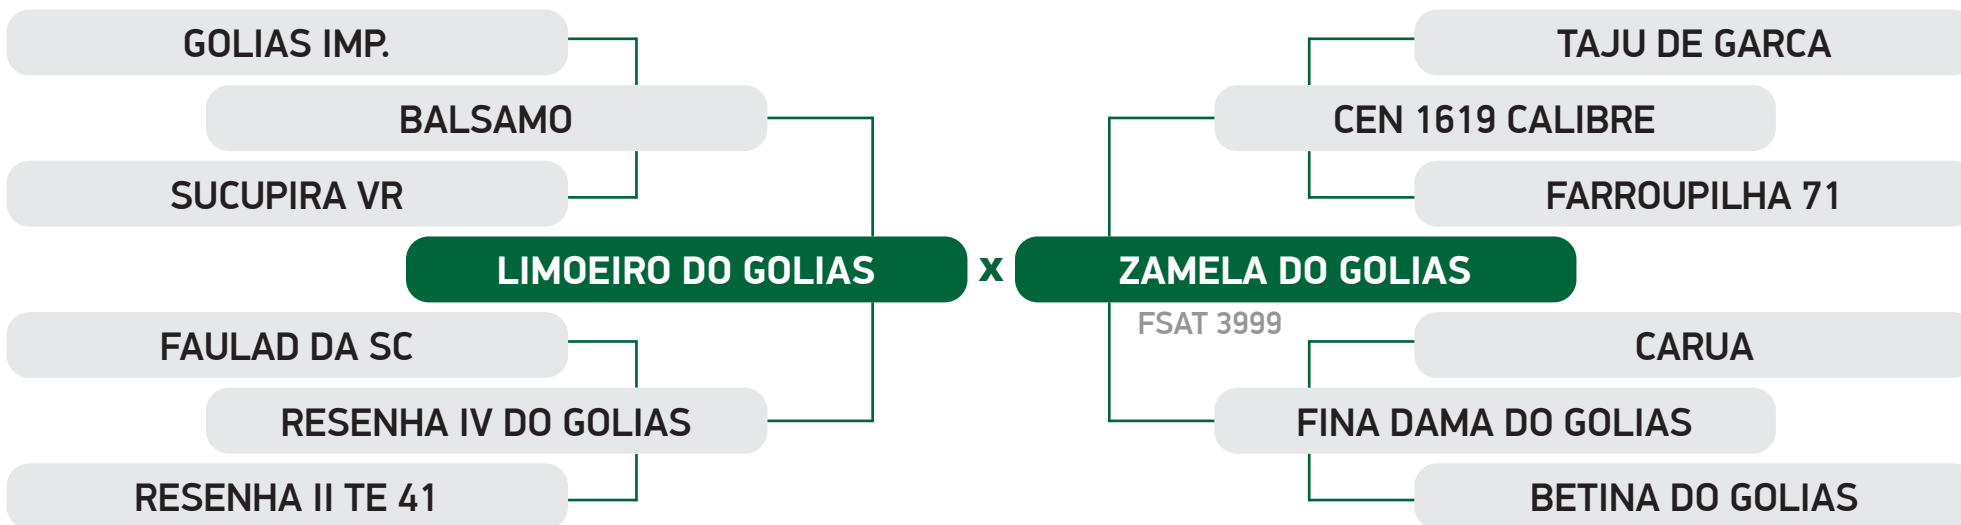 GOLIAS IMP.
TAJU DE GARCA
BALSAMO
CEN 1619 CALIBRE
SUCUPIRA VR
FARROUPILHA 71
LIMOEIRO DO GOLIAS x ZAMELA DO GOLIAS
FSAT 3999
FAULAD DA SC
CARUA
RESENHA IV DO GOLIAS
FINA DAMA DO GOLIAS
RESENHA II TE 41
BETINA DO GOLIAS